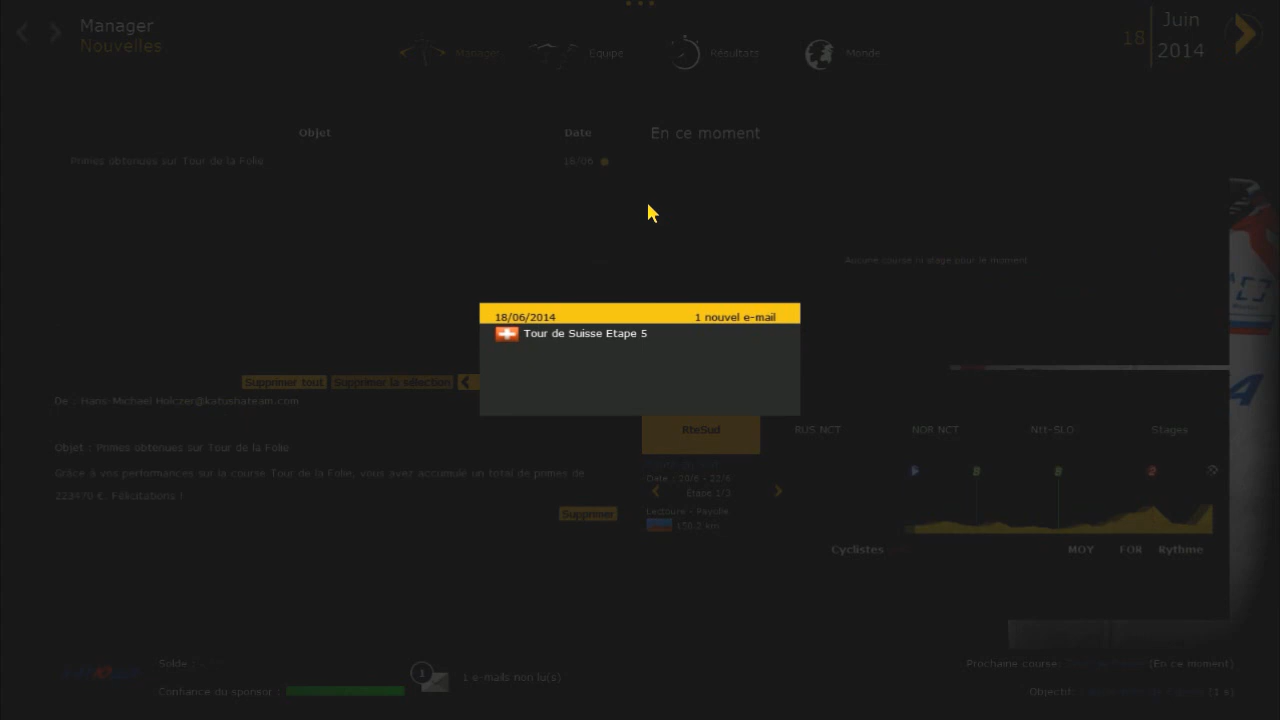 Manager
Nouvelles
Manager
Equipe
Résultats
Monde
18
Juin
2014
Objet
Date
En ce moment
Primes obtenues sur Tour de la Folie
18/06
Aucune course ni stage pour le moment
18/06/2014
1 nouvel e-mail
Tour de Suisse Etape 5
Supprimer tout
Supprimer la sélection
De : Hans-Michael Holczer@katushateam.com
Objet : Primes obtenues sur Tour de la Folie
Grâce à vos performances sur la course Tour de la Folie, vous avez accumulé un total de primes de
223470 €. Félicitations !
Supprimer
RteSud
RUS NCT
NOR NCT
Ntt-SLO
Stages
Date : 20/6 - 22/6
Etape 1/3
Lectoure - Payolle
2
Cyclistes
MOY
FOR
Rythme
Solde :
Confiance du sponsor :
1
1 e-mails non lu(s)
Prochaine course:
(En ce moment)
Objectif: